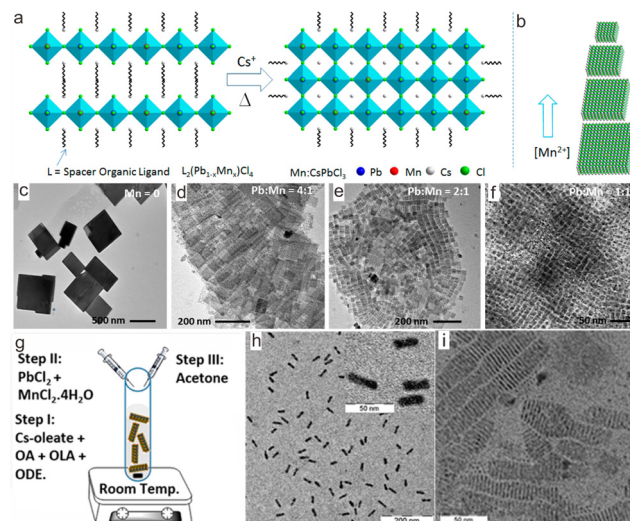 a
b
Cs⁺
Δ
L = Spacer Organic Ligand
L₂(Pb₁₋ₓMnₓ)Cl₄
Mn:CsPbCl₃
Pb
Mn
Cs
Cl
[Mn²⁺]
c
Mn = 0
500 nm
d
Pb:Mn = 4:1
200 nm
e
Pb:Mn = 2:1
200 nm
f
Pb:Mn = 1:1
g
Step II:
PbCl₂ +
MnCl₂.4H₂O
Step I:
Cs-oleate +
OA + OLA +
ODE.
Step III:
Acetone
Room Temp.
h
50 nm
200 nm
i
50 nm